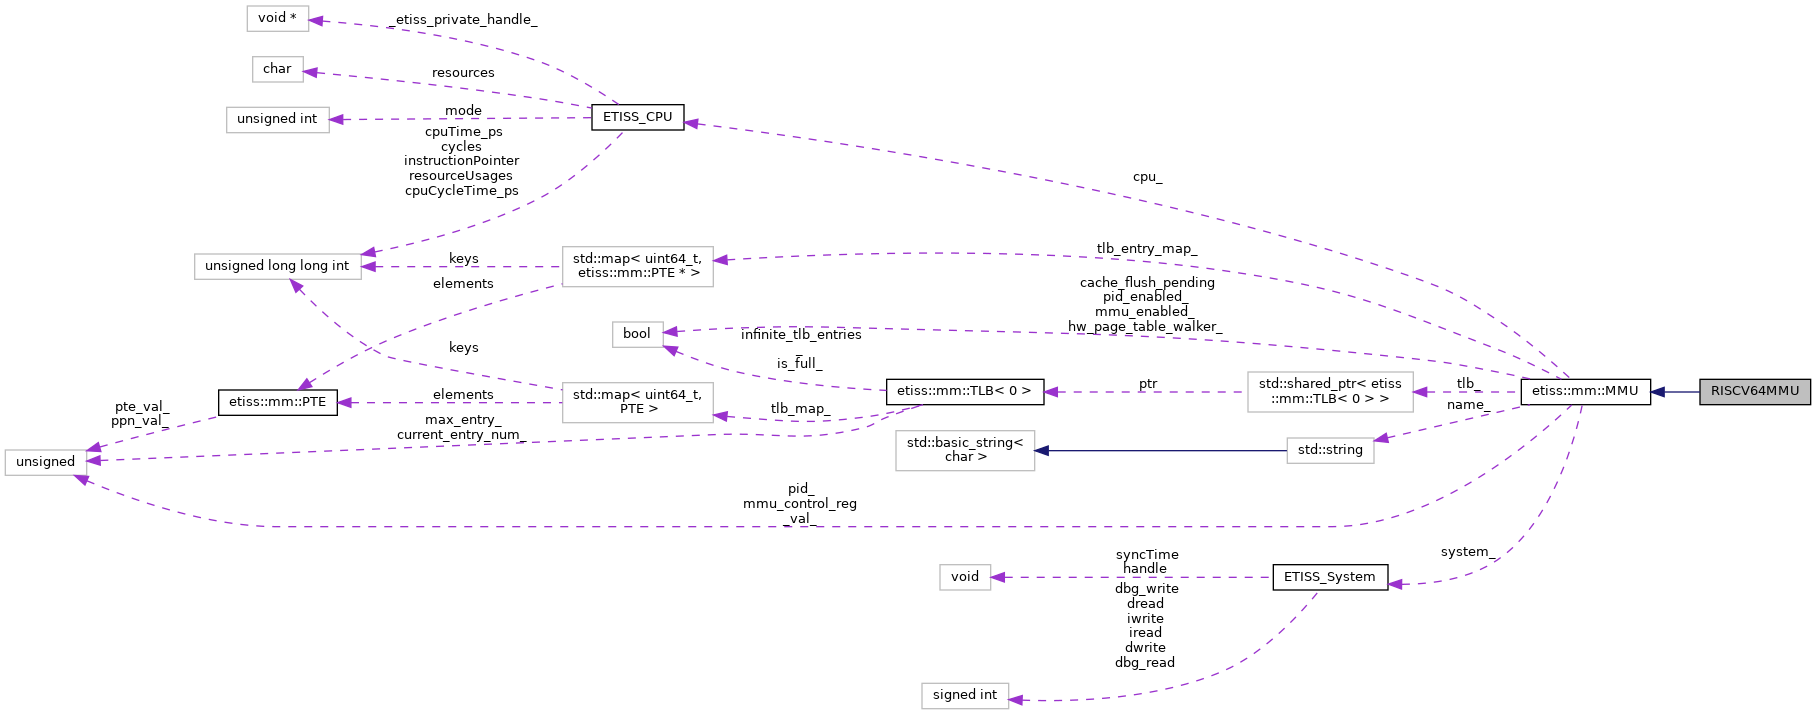 void *
_etiss_private_handle_
char
resources
unsigned int
mode
ETISS_CPU
cpuTime_ps
cycles
instructionPointer
resourceUsages
cpuCycleTime_ps
cpu_
unsigned long long int
keys
std::map< uint64_t,
etiss::mm::PTE * >
tlb_entry_map_
elements
cache_flush_pending
pid_enabled_
mmu_enabled_
hw_page_table_walker_
bool
infinite_tlb_entries
_
is_full_
keys
etiss::mm::PTE
elements
std::map< uint64_t,
PTE >
tlb_map_
etiss::mm::TLB< 0 >
ptr
std::shared_ptr< etiss
::mm::TLB< 0 > >
tlb_
name_
etiss::mm::MMU
RISCV64MMU
pte_val_
ppn_val_
max_entry_
current_entry_num_
unsigned
std::basic_string<
char >
std::string
pid_
mmu_control_reg
_val_
system_
void
syncTime
handle
ETISS_System
dbg_write
dread
iwrite
iread
dwrite
dbg_read
signed int